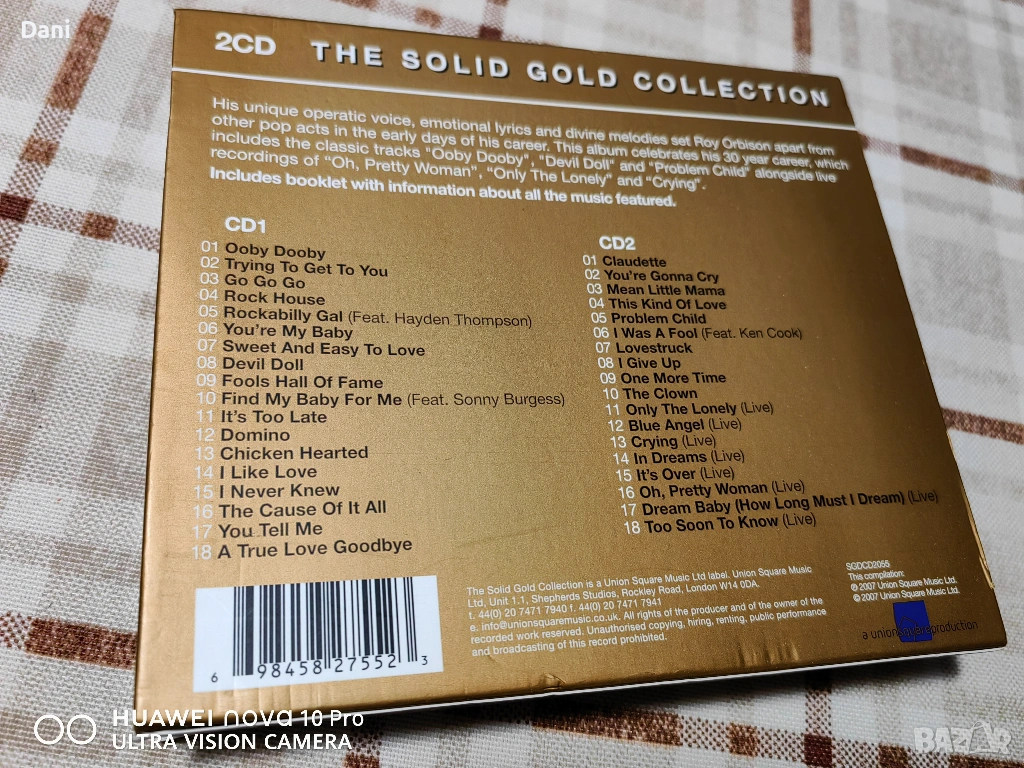 Dani
2CD THE SOLID GOLD COLLECTION
His unique operatic voice, emotional lyrics and divine melodies set Roy Orbison apart from
other pop acts in the early days of his career. This album celebrates his 30 year career, which
includes the classic tracks "Ooby Dooby", "Devil Doll" and "Problem Child" alongside live
recordings of "Oh, Pretty Woman", "Only The Lonely" and "Crying".
Includes booklet with information about all the music featured.
CD1
01 Ooby Dooby
02 Trying To Get To You
03 Go Go Go
04 Rock House
05 Rockabilly Gal (Feat. Hayden Thompson)
06 You're My Baby
07 Sweet And Easy To Love
08 Devil Doll
09 Fools Hall Of Fame
10 Find My Baby For Me (Feat. Sonny Burgess)
11 It's Too Late
12 Domino
13 Chicken Hearted
14 I Like Love
15 I Never Knew
16 The Cause Of It All
17 You Tell Me
18 A True Love Goodbye
CD2
01 Claudette
02 You're Gonna Cry
03 Mean Little Mama
04 This Kind Of Love
05 Problem Child
06 I Was A Fool (Feat. Ken Cook)
07 Lovestruck
08 I Give Up
09 One More Time
10 The Clown
11 Only The Lonely (Live)
12 Blue Angel (Live)
13 Crying (Live)
14 In Dreams (Live)
15 It's Over (Live)
16 Oh, Pretty Woman (Live)
17 Dream Baby (How Long Must I Dream) (Live)
18 Too Soon To Know (Live)
6 98458 27552 3
The Solid Gold Collection is a Union Square Music Ltd label. Union Square Music
Ltd, Unit 1.1, Shepherds Studios, Rockley Road, London W14 0DA.
t. 44(0) 20 7471 7940 f. 44(0) 20 7471 7941
e. info@unionsquaremusic.co.uk. All rights of the producer and of the owner of the
recorded work reserved. Unauthorised copying, hiring, renting, public performance
and broadcasting of this record prohibited.
SGDCD2055
This compilation:
℗ 2007 Union Square Music Ltd.
© 2007 Union Square Music Ltd.
a unionsquareproduction
HUAWEI nova 10 Pro
ULTRA VISION CAMERA
BAZAR